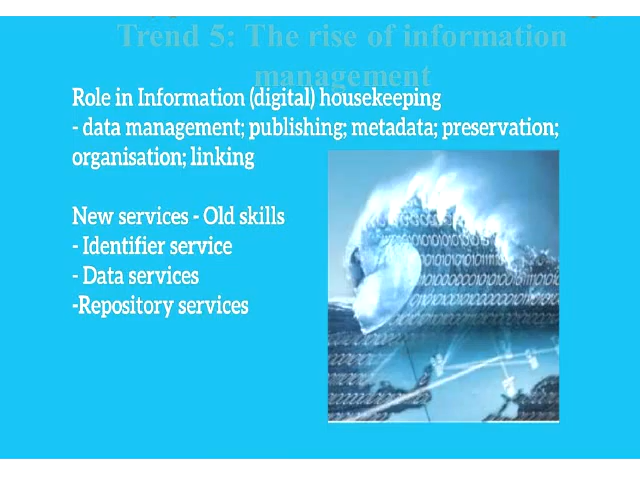 Trend 5: The rise of information
management
Role in Information (digital) housekeeping
- data management; publishing; metadata; preservation;
organisation; linking
New services - Old skills
- Identifier service
- Data services
-Repository services